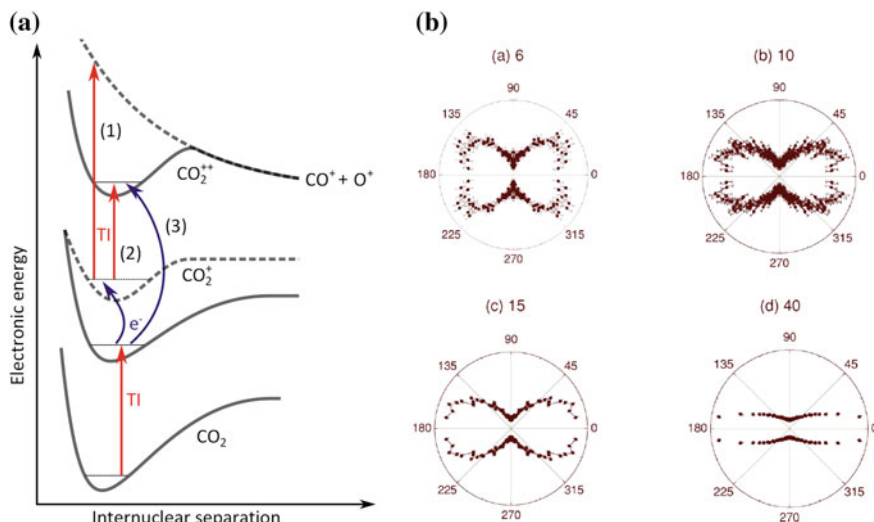 (a)
Electronic energy
(1)
CO₂⁺⁺
CO⁺ + O⁺
TI
(2)
(3)
CO₂⁺
e⁻
TI
CO₂
Internuclear separation
(b)
(a) 6
90
135
45
180
0
225
315
270
(b) 10
90
135
45
180
0
225
315
270
(c) 15
90
135
45
180
0
225
315
270
(d) 40
90
135
45
180
0
225
315
270